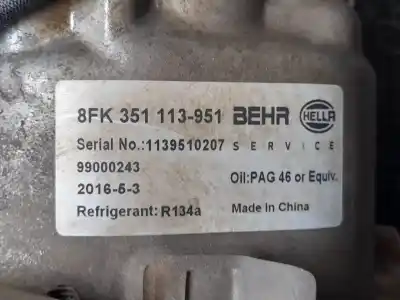 8FK 351 113-951 BEHR HELLA
Serial No.:1139510207 SERVICE
99000243 Oil:PAG 46 or Equiv.
2016-5-3
Refrigerant: R134a Made in China